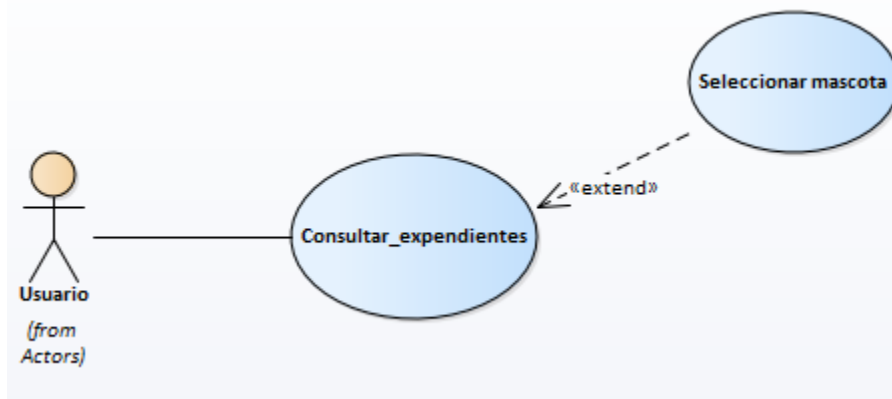 Seleccionar mascota
«extend»
Consultar_expendientes
Usuario
(from
Actors)